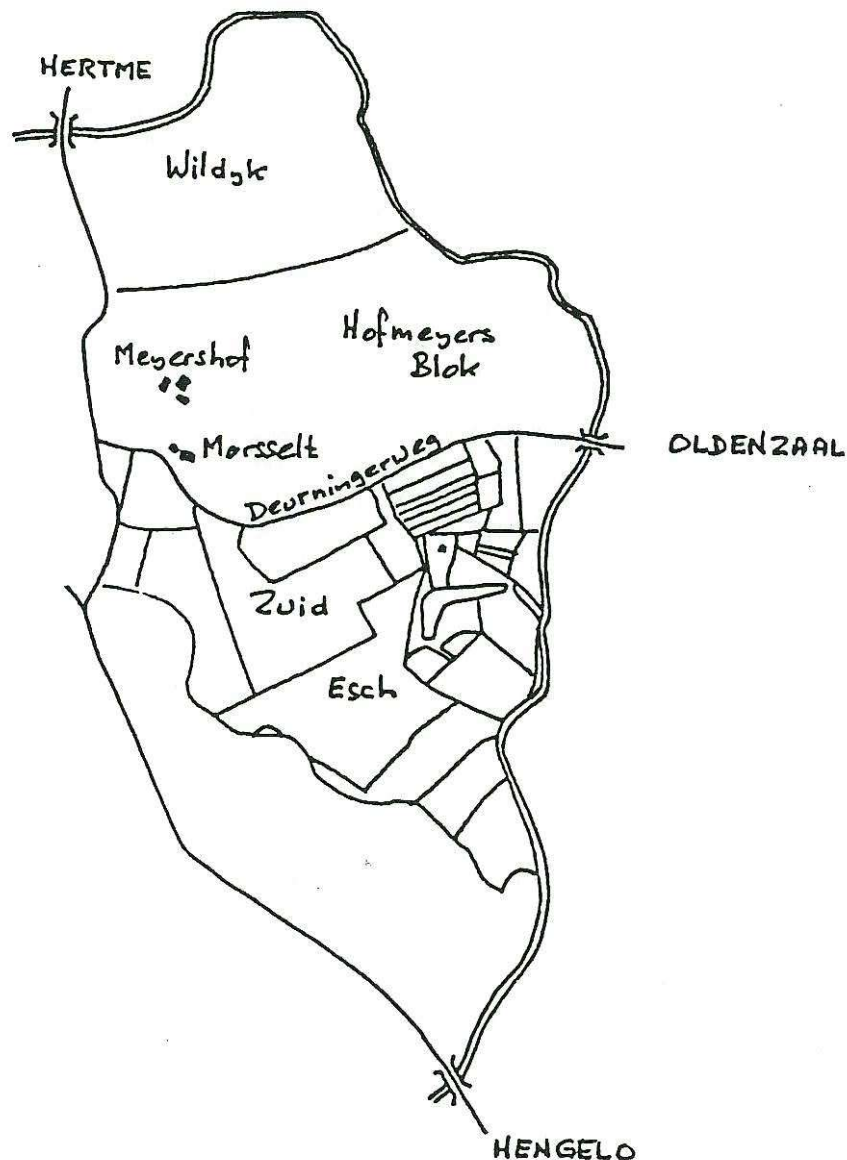 HERTME
Wildyk
Hofmeyers
Blok
Meyershof
Morsselt
Deurningerweg
OLDENZAAL
Zuid
Esch
HENGELO